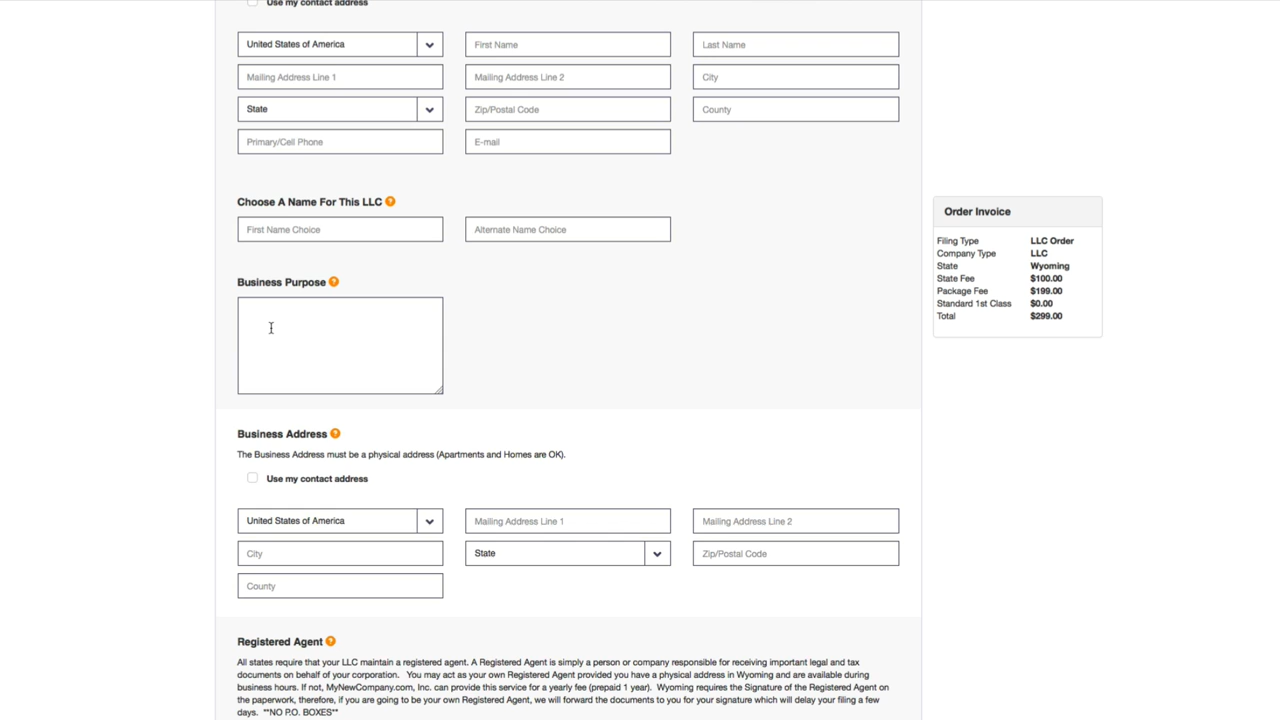 Use my contact address
United States of America First Name Last Name
Mailing Address Line 1 Mailing Address Line 2 City
State Zip/Postal Code County
Primary/Cell Phone E-mail
Choose A Name For This LLC ?
First Name Choice Alternate Name Choice
Business Purpose ?
Business Address ?
The Business Address must be a physical address (Apartments and Homes are OK).
Use my contact address
United States of America Mailing Address Line 1 Mailing Address Line 2
City State Zip/Postal Code
County
Registered Agent ?
All states require that your LLC maintain a registered agent. A Registered Agent is simply a person or company responsible for receiving important legal and tax
documents on behalf of your corporation. You may act as your own Registered Agent provided you have a physical address in Wyoming and are available during
business hours. If not, MyNewCompany.com, Inc. can provide this service for a yearly fee (prepaid 1 year). Wyoming requires the Signature of the Registered Agent on
the paperwork, therefore, if you are going to be your own Registered Agent, we will forward the documents to you for your signature which will delay your filing a few
days. **NO P.O. BOXES**
Order Invoice
Filing Type LLC Order
Company Type LLC
State Wyoming
State Fee $100.00
Package Fee $199.00
Standard 1st Class $0.00
Total $299.00